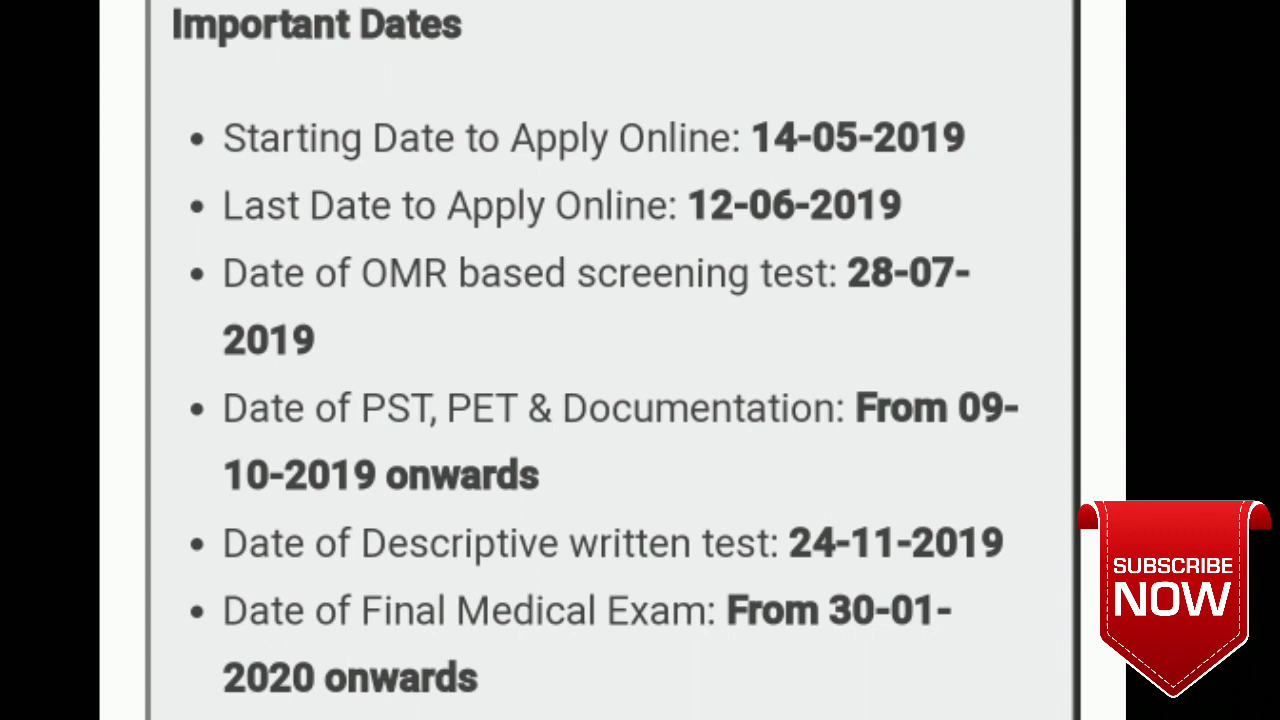 Important Dates
• Starting Date to Apply Online: 14-05-2019
• Last Date to Apply Online: 12-06-2019
• Date of OMR based screening test: 28-07-
2019
• Date of PST, PET & Documentation: From 09-
10-2019 onwards
• Date of Descriptive written test: 24-11-2019
• Date of Final Medical Exam: From 30-01-
2020 onwards
SUBSCRIBE
NOW